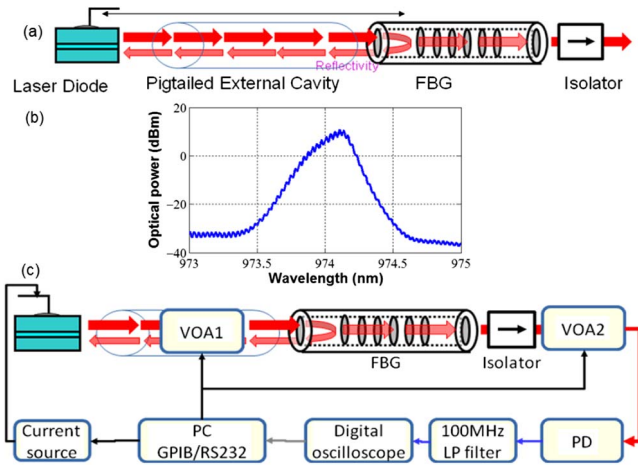 (a)
Laser Diode
Pigtailed External Cavity
Reflectivity
FBG
Isolator
(b)
Optical power (dBm)
20
0
−20
−40
973
973.5
974
974.5
975
Wavelength (nm)
(c)
VOA1
FBG
Isolator
VOA2
Current
source
PC
GPIB/RS232
Digital
oscilloscope
100MHz
LP filter
PD